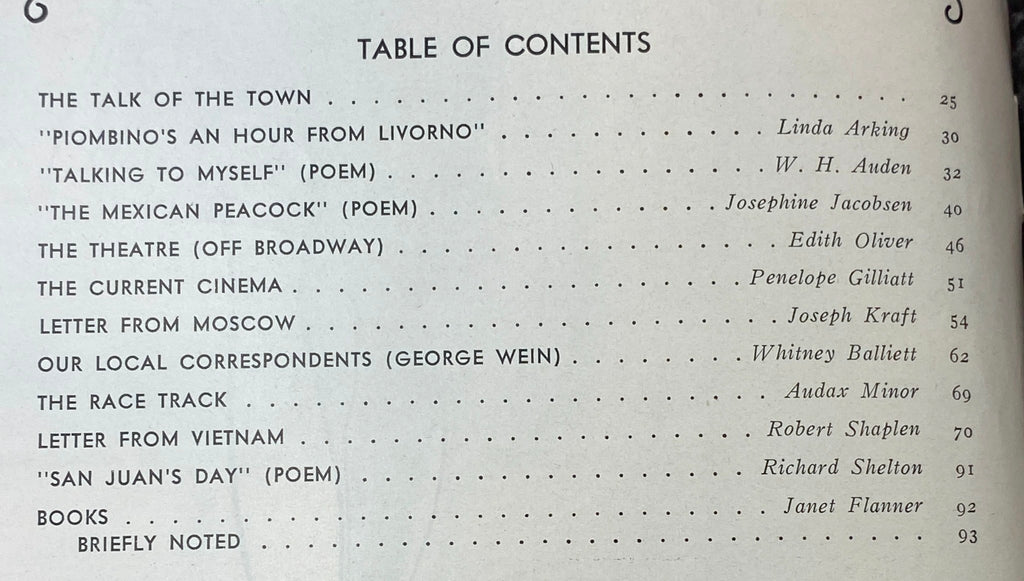 TABLE OF CONTENTS
THE TALK OF THE TOWN . . . . . . . . . . . . . . . . . . . . . . . . . . 25
"PIOMBINO'S AN HOUR FROM LIVORNO" . . . . . . . . . . . . . Linda Arking 30
"TALKING TO MYSELF" (POEM) . . . . . . . . . . . . . . . . . W. H. Auden 32
"THE MEXICAN PEACOCK" (POEM) . . . . . . . . . . . . . Josephine Jacobsen 40
THE THEATRE (OFF BROADWAY) . . . . . . . . . . . . . . . . . Edith Oliver 46
THE CURRENT CINEMA . . . . . . . . . . . . . . . . . . . . Penelope Gilliatt 51
LETTER FROM MOSCOW . . . . . . . . . . . . . . . . . . . . . Joseph Kraft 54
OUR LOCAL CORRESPONDENTS (GEORGE WEIN) . . . . . . . . Whitney Balliett 62
THE RACE TRACK . . . . . . . . . . . . . . . . . . . . . . . Audax Minor 69
LETTER FROM VIETNAM . . . . . . . . . . . . . . . . . . . . Robert Shaplen 70
"SAN JUAN'S DAY" (POEM) . . . . . . . . . . . . . . . . . Richard Shelton 91
BOOKS . . . . . . . . . . . . . . . . . . . . . . . . . . . . Janet Flanner 92
BRIEFLY NOTED . . . . . . . . . . . . . . . . . . . . . . . . . . . . 93